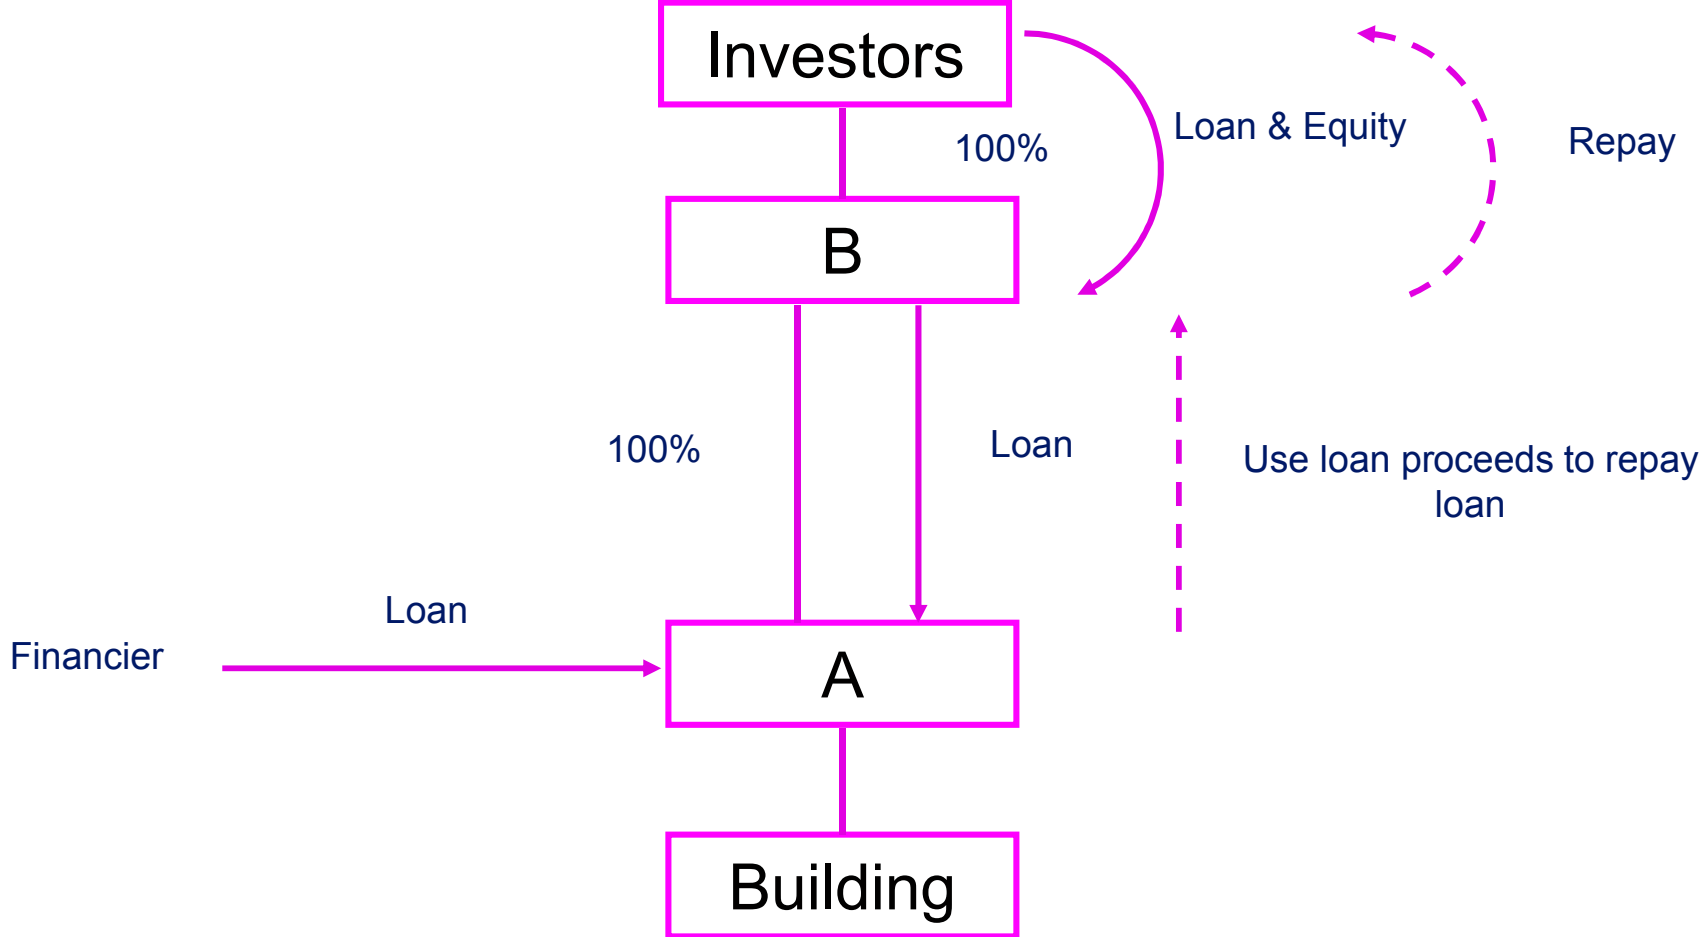 Investors
Loan & Equity
Repay
100%
B
100%
Loan
Use loan proceeds to repay
loan
Loan
Financier
A
Building